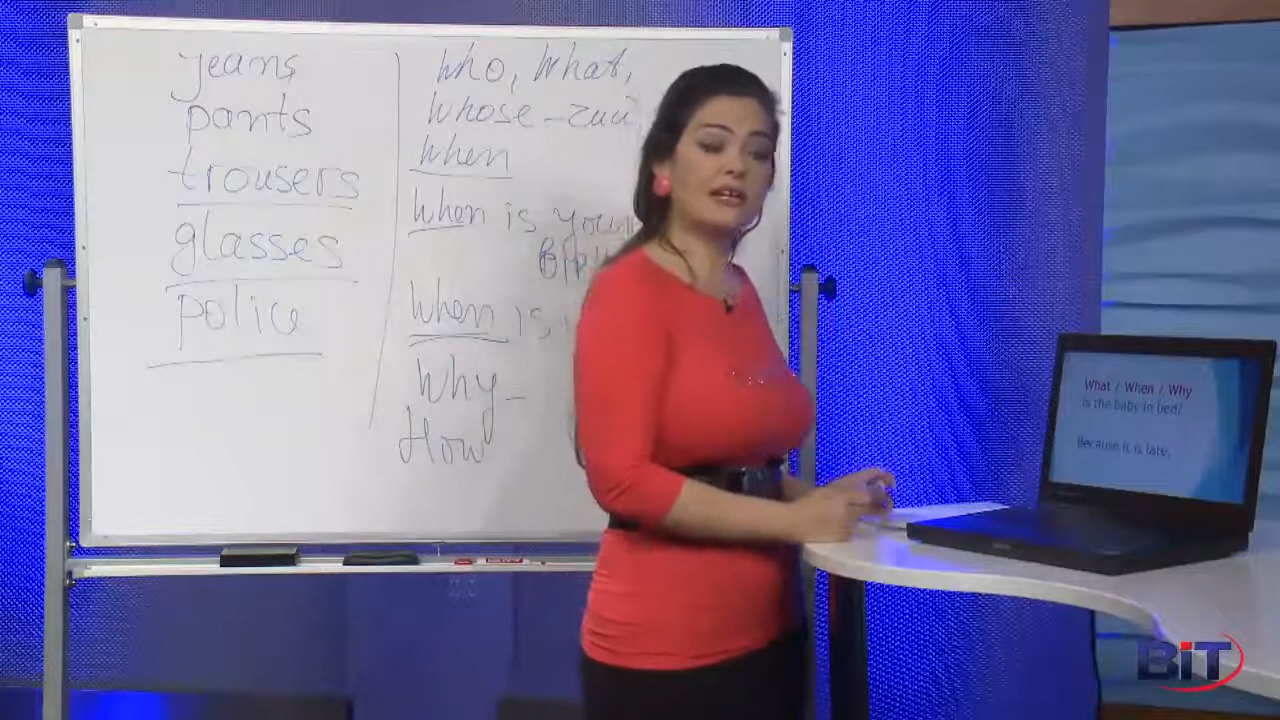 jeans
pants
trousers
glasses
police
Who, What,
Whose - чий,
When
When is your
When is
Why -
How
What / When / Why
is the baby in bed?
Because it is late.
BiT